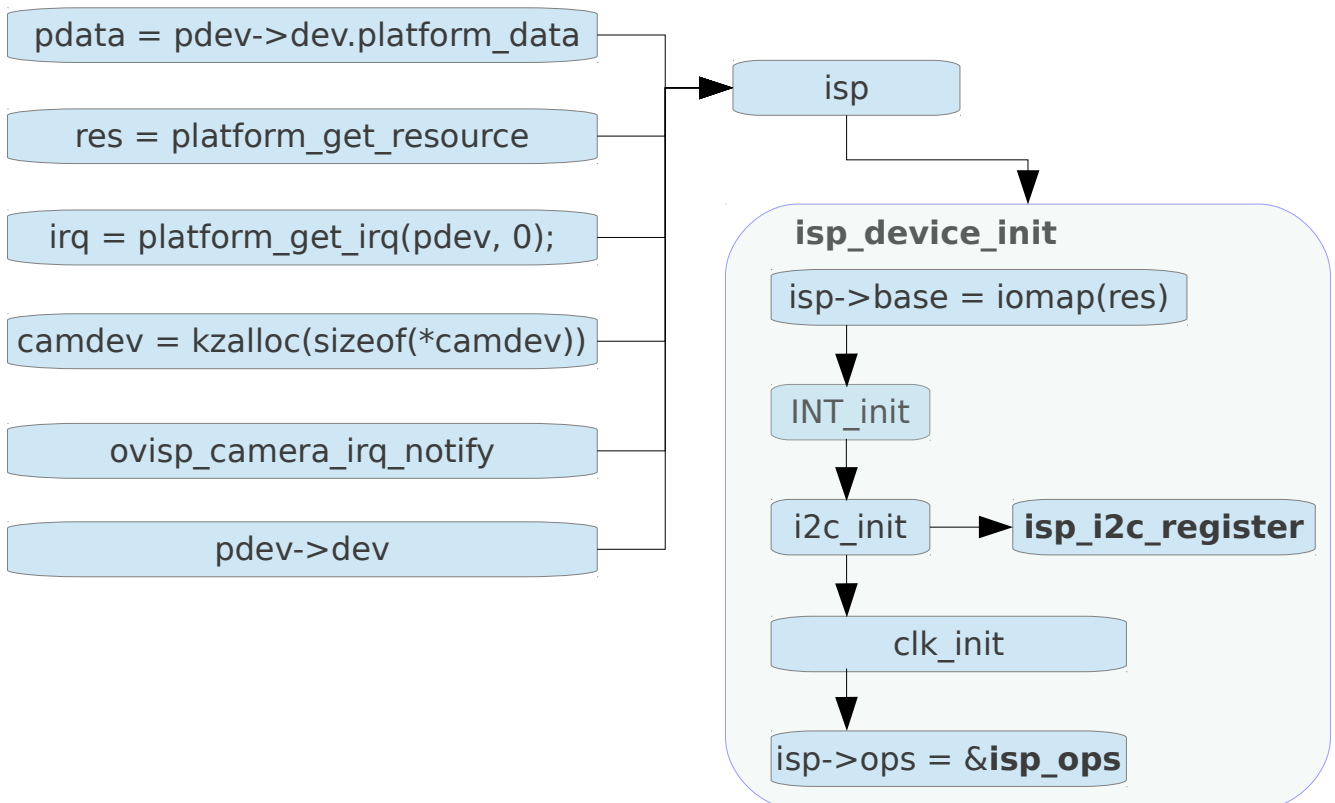 pdata = pdev->dev.platform_data
res = platform_get_resource
irq = platform_get_irq(pdev, 0);
camdev = kzalloc(sizeof(*camdev))
ovisp_camera_irq_notify
pdev->dev
isp
isp_device_init
isp->base = iomap(res)
INT_init
i2c_init
isp_i2c_register
clk_init
isp->ops = &isp_ops